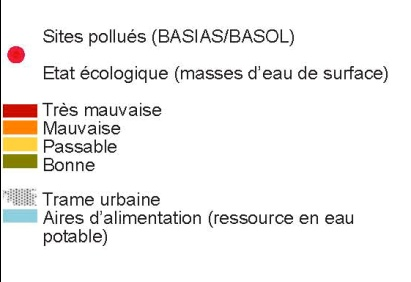 Sites pollués (BASIAS/BASOL)
Etat écologique (masses d'eau de surface)
Très mauvaise
Mauvaise
Passable
Bonne
Trame urbaine
Aires d'alimentation (ressource en eau
potable)